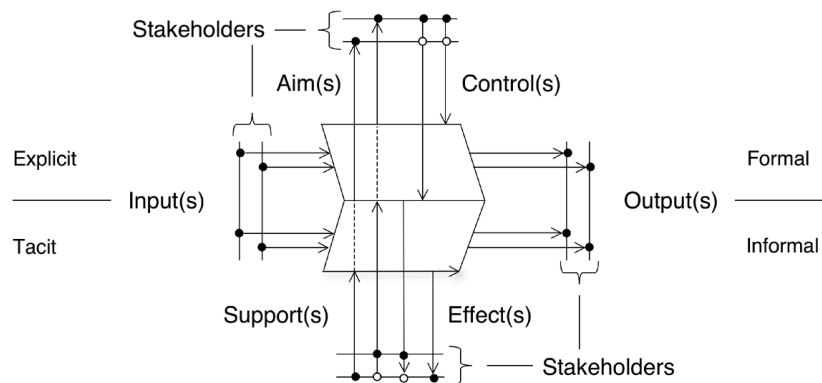 Stakeholders
Aim(s)
Control(s)
Explicit
Formal
Input(s)
Output(s)
Tacit
Informal
Support(s)
Effect(s)
Stakeholders